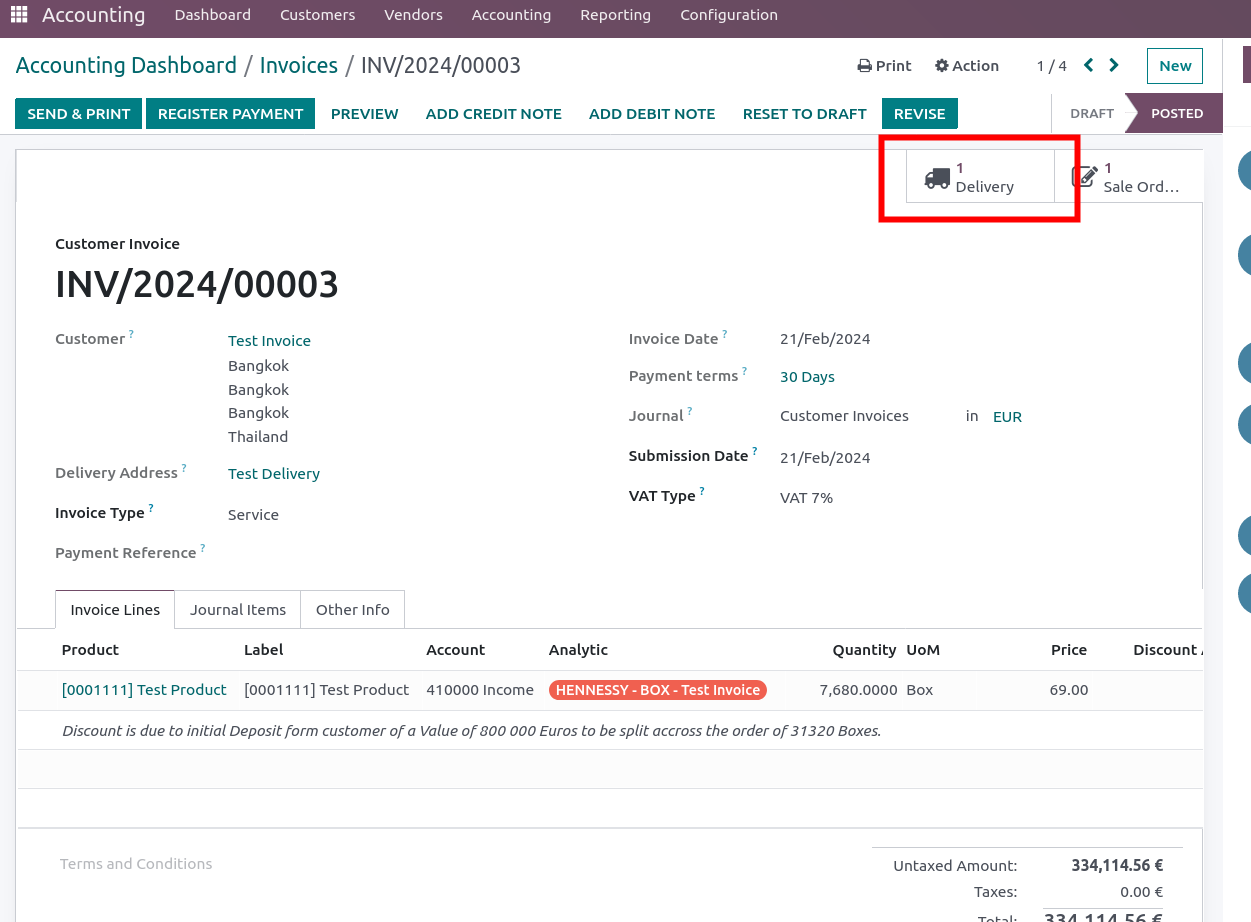 Accounting Dashboard Customers Vendors Accounting Reporting Configuration
Accounting Dashboard / Invoices / INV/2024/00003 Print Action 1 / 4 New
SEND & PRINT REGISTER PAYMENT PREVIEW ADD CREDIT NOTE ADD DEBIT NOTE RESET TO DRAFT REVISE DRAFT POSTED
1 Delivery
1 Sale Ord...
Customer Invoice
INV/2024/00003
Customer ? Test Invoice
Bangkok
Bangkok
Bangkok
Thailand
Delivery Address ? Test Delivery
Invoice Type ? Service
Payment Reference ?
Invoice Date ? 21/Feb/2024
Payment terms ? 30 Days
Journal ? Customer Invoices in EUR
Submission Date ? 21/Feb/2024
VAT Type ? VAT 7%
Invoice Lines Journal Items Other Info
Product Label Account Analytic Quantity UoM Price Discount
[0001111] Test Product [0001111] Test Product 410000 Income HENNESSY - BOX - Test Invoice 7,680.0000 Box 69.00
Discount is due to initial Deposit form customer of a Value of 800 000 Euros to be split accross the order of 31320 Boxes.
Terms and Conditions
Untaxed Amount: 334,114.56 €
Taxes: 0.00 €
Total: 334,114.56 €